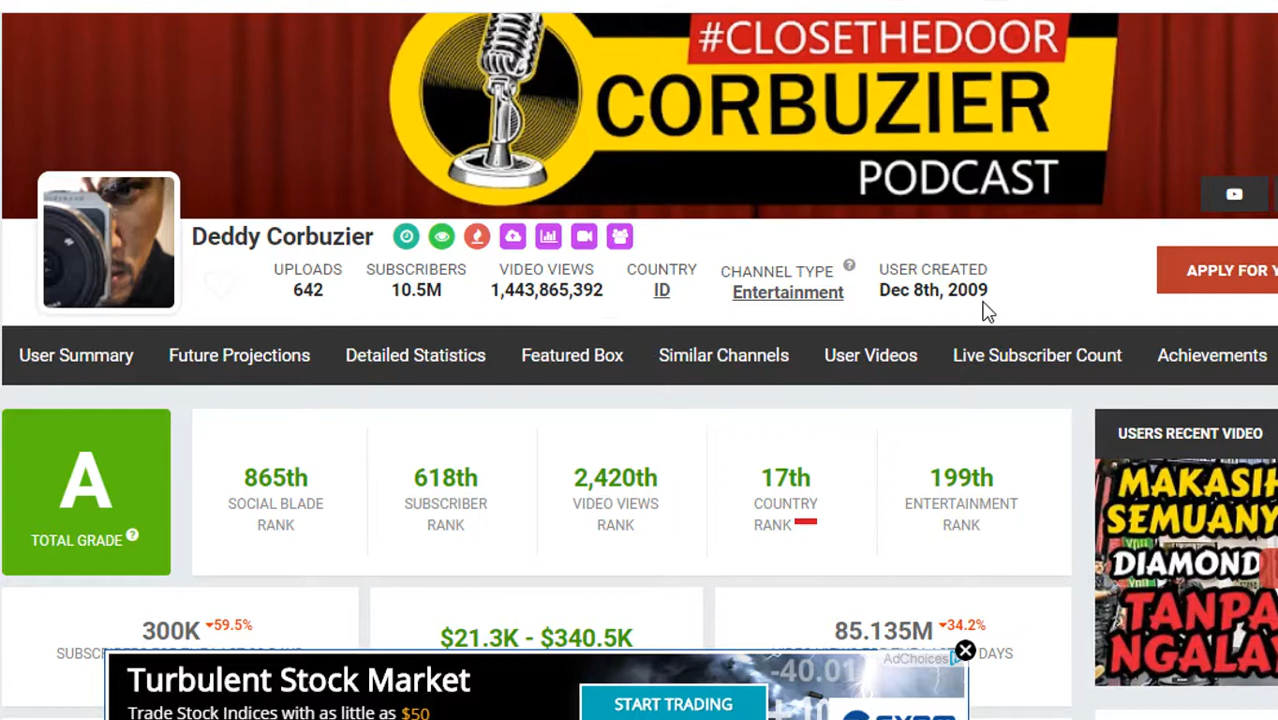 #CLOSETHEDOOR
CORBUZIER
PODCAST
Deddy Corbuzier
UPLOADS
642
SUBSCRIBERS
10.5M
VIDEO VIEWS
1,443,865,392
COUNTRY
ID
CHANNEL TYPE
Entertainment
USER CREATED
Dec 8th, 2009
APPLY FOR Y
User Summary
Future Projections
Detailed Statistics
Featured Box
Similar Channels
User Videos
Live Subscriber Count
Achievements
A
TOTAL GRADE
865th
SOCIAL BLADE
RANK
618th
SUBSCRIBER
RANK
2,420th
VIDEO VIEWS
RANK
17th
COUNTRY
RANK
199th
ENTERTAINMENT
RANK
USERS RECENT VIDEO
MAKASIH
SEMUANY
DIAMOND
TANPA
NGALA
300K
59.5%
$21.3K - $340.5K
85.135M
34.2%
DAYS
AdChoices
Turbulent Stock Market
Trade Stock Indices with as little as $50
START TRADING
-40.01